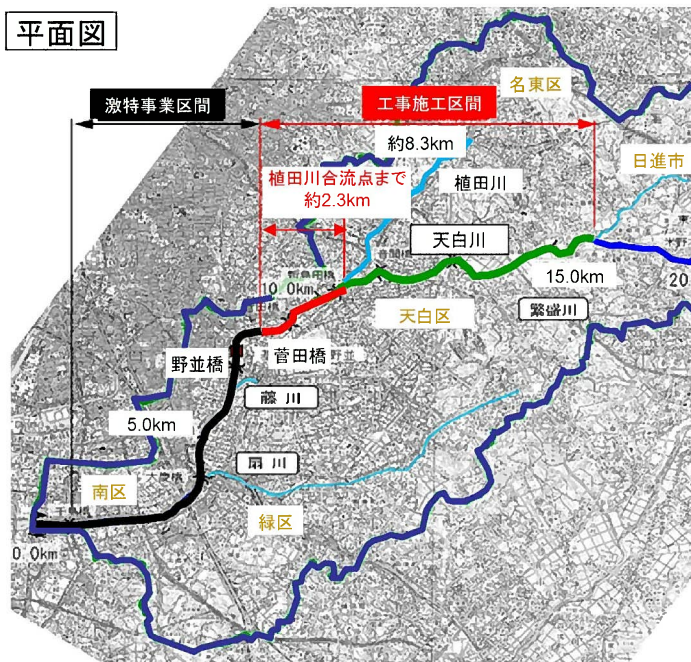 平面図
激特事業区間
工事施工区間
名東区
約8.3km
日進市
植田川合流点まで
約2.3km
植田川
天白川
15.0km
20
天白区
繁盛川
野並橋
菅田橋
藤川
5.0km
扇川
南区
緑区
0.0km